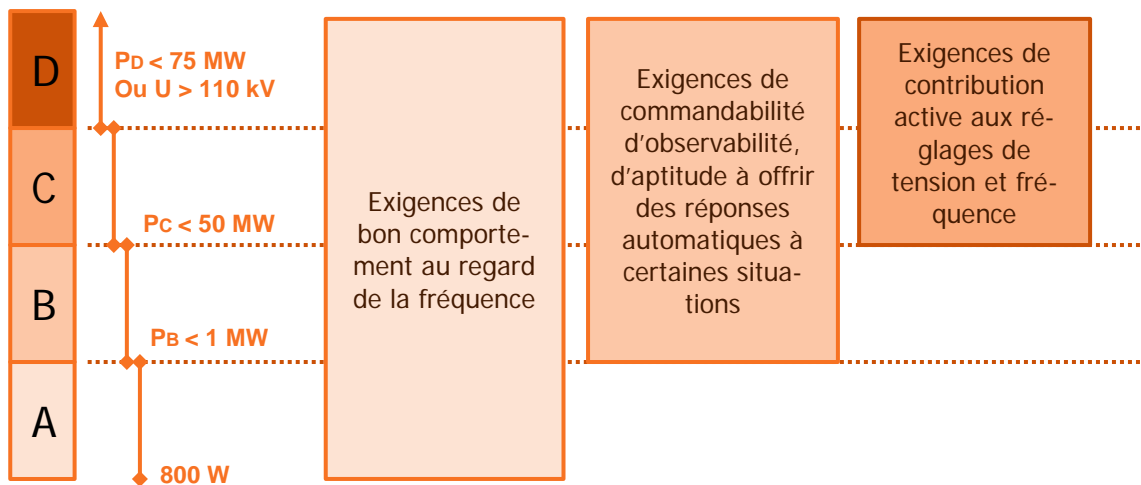 D
C
B
A
PD < 75 MW
Ou U > 110 kV
PC < 50 MW
PB < 1 MW
800 W
Exigences de
bon comporte-
ment au regard
de la fréquence
Exigences de
commandabilité
d'observabilité,
d'aptitude à offrir
des réponses
automatiques à
certaines situa-
tions
Exigences de
contribution
active aux ré-
glages de
tension et fré-
quence